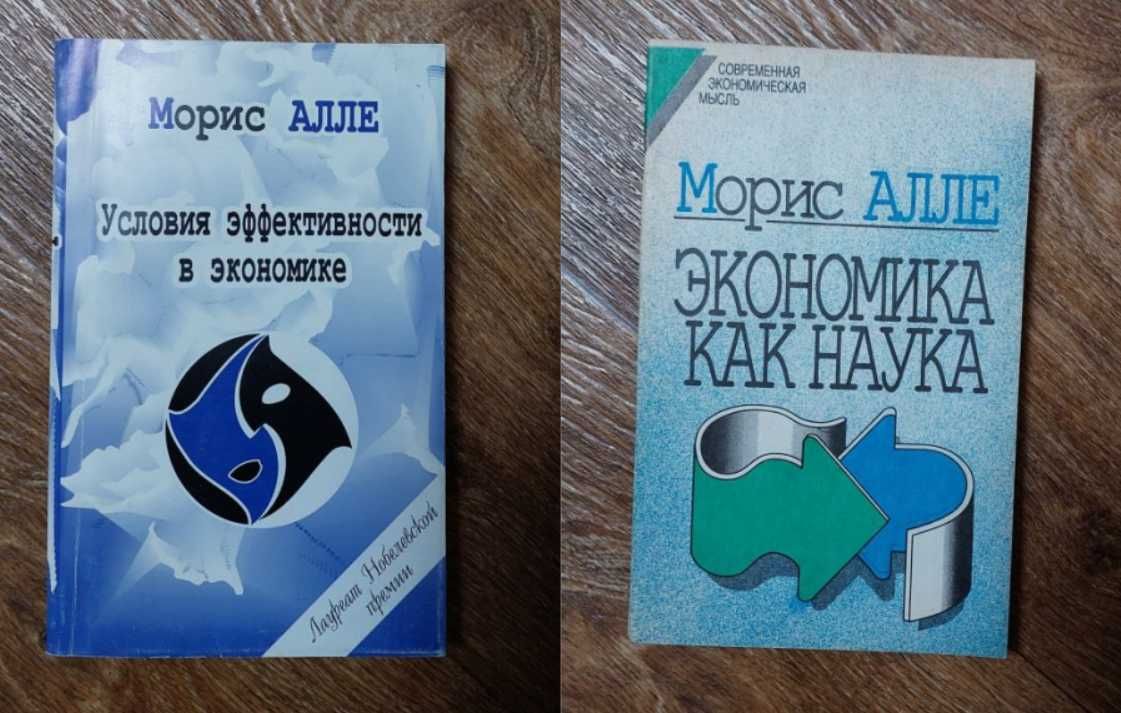 Морис АЛЛЕ
Условия эффективности
в экономике
Лауреат Нобелевской
премии
СОВРЕМЕННАЯ
ЭКОНОМИЧЕСКАЯ
МЫСЛЬ
Морис АЛЛЕ
ЭКОНОМИКА
КАК НАУКА